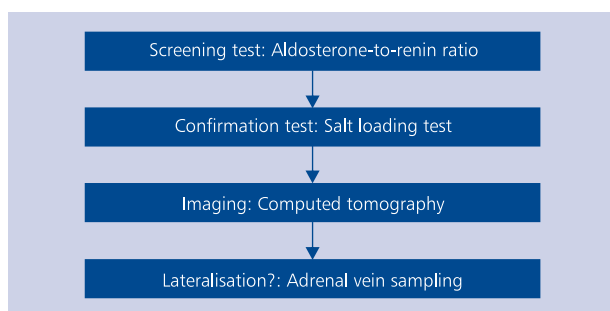 Screening test: Aldosterone-to-renin ratio
Confirmation test: Salt loading test
Imaging: Computed tomography
Lateralisation?: Adrenal vein sampling